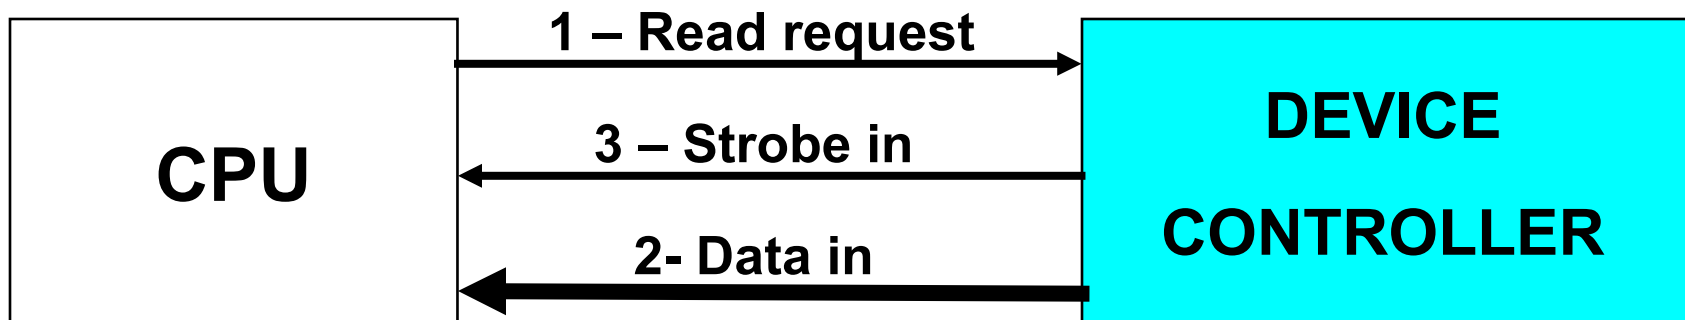 1 – Read request
CPU
3 – Strobe in
2- Data in
DEVICE
CONTROLLER